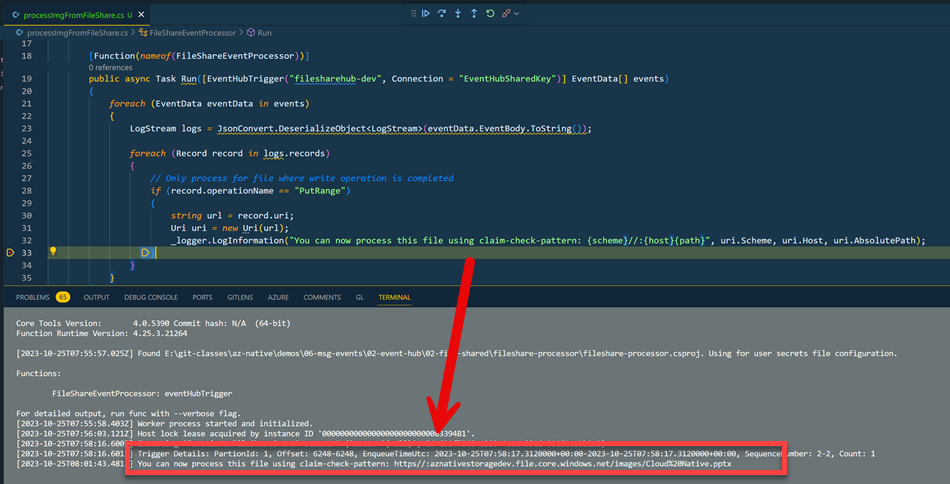 processImgFromFileShare.cs U
processImgFromFileShare.cs > FileShareEventProcessor > Run
17
18 [Function(nameof(FileShareEventProcessor))]
0 references
19 public async Task Run([EventHubTrigger("filesharehub-dev", Connection = "EventHubSharedKey")] EventData[] events)
20 {
21 foreach (EventData eventData in events)
22 {
23 LogStream logs = JsonConvert.DeserializeObject<LogStream>(eventData.EventBody.ToString());
24
25 foreach (Record record in logs.records)
26 {
27 // Only process for file where write operation is completed
28 if (record.operationName == "PutRange")
29 {
30 string url = record.uri;
31 Uri uri = new Uri(url);
32 _logger.LogInformation("You can now process this file using claim-check-pattern: {scheme}//:{host}{path}", uri.Scheme, uri.Host, uri.AbsolutePath);
33
34 }
35 }
PROBLEMS 65 OUTPUT DEBUG CONSOLE PORTS GITLENS AZURE COMMENTS GL TERMINAL
Core Tools Version: 4.0.5390 Commit hash: N/A (64-bit)
Function Runtime Version: 4.25.3.21264
[2023-10-25T07:55:57.025Z] Found E:\git-classes\az-native\demos\06-msg-events\02-event-hub\02-file-shared\fileshare-processor\fileshare-processor.csproj. Using for user secrets file configuration.
Functions:
FileShareEventProcessor: eventHubTrigger
For detailed output, run func with --verbose flag.
[2023-10-25T07:55:58.403Z] Worker process started and initialized.
[2023-10-25T07:56:03.121Z] Host lock lease acquired by instance ID
[2023-10-25T07:58:16.600
[2023-10-25T07:58:16.601 Trigger Details: PartionId: 1, Offset: 6248-6248, EnqueueTimeUtc: 2023-10-25T07:58:17.3120000+00:00-2023-10-25T07:58:17.3120000+00:00, SequenceNumber: 2-2, Count: 1
[2023-10-25T08:01:43.481 You can now process this file using claim-check-pattern: https//:aznativestoragedev.file.core.windows.net/images/Cloud%20Native.pptx